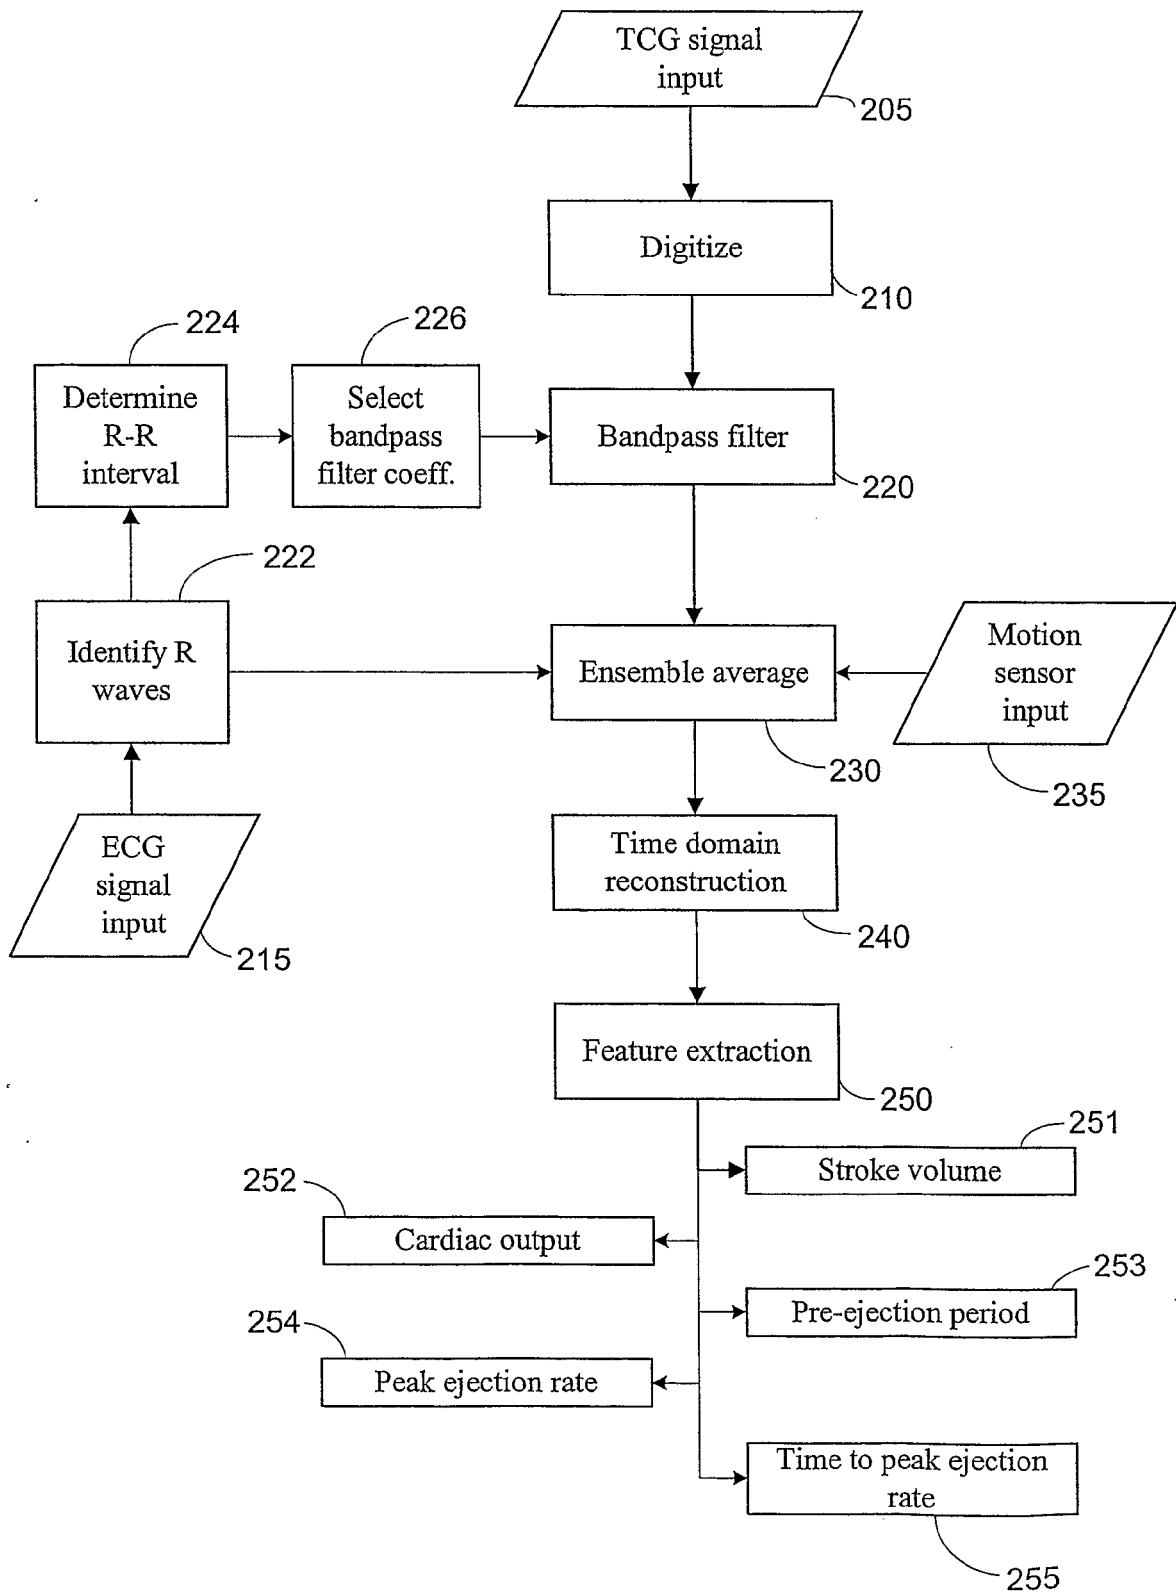 TCG signal
input
205
Digitize
210
224
226
Determine
R-R
interval
Select
bandpass
filter coeff.
Bandpass filter
220
222
Identify R
waves
Ensemble average
230
Motion
sensor
input
235
ECG
signal
input
215
Time domain
reconstruction
240
Feature extraction
250
251
Stroke volume
252
Cardiac output
253
Pre-ejection period
254
Peak ejection rate
Time to peak ejection
rate
255